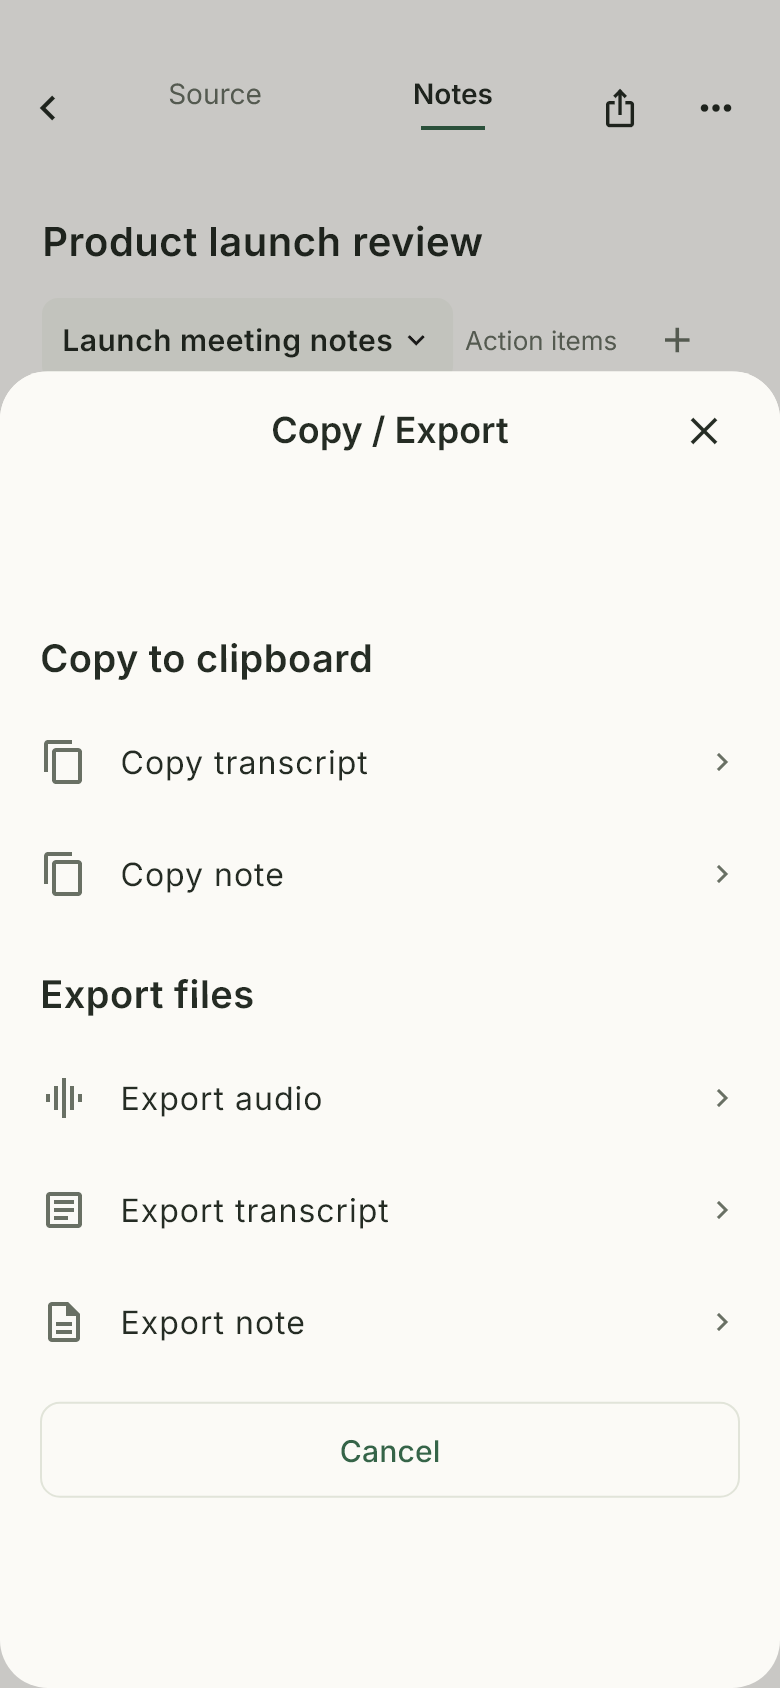 Source
Notes
Product launch review
Launch meeting notes
Action items
Copy / Export
Copy to clipboard
Copy transcript
Copy note
Export files
Export audio
Export transcript
Export note
Cancel